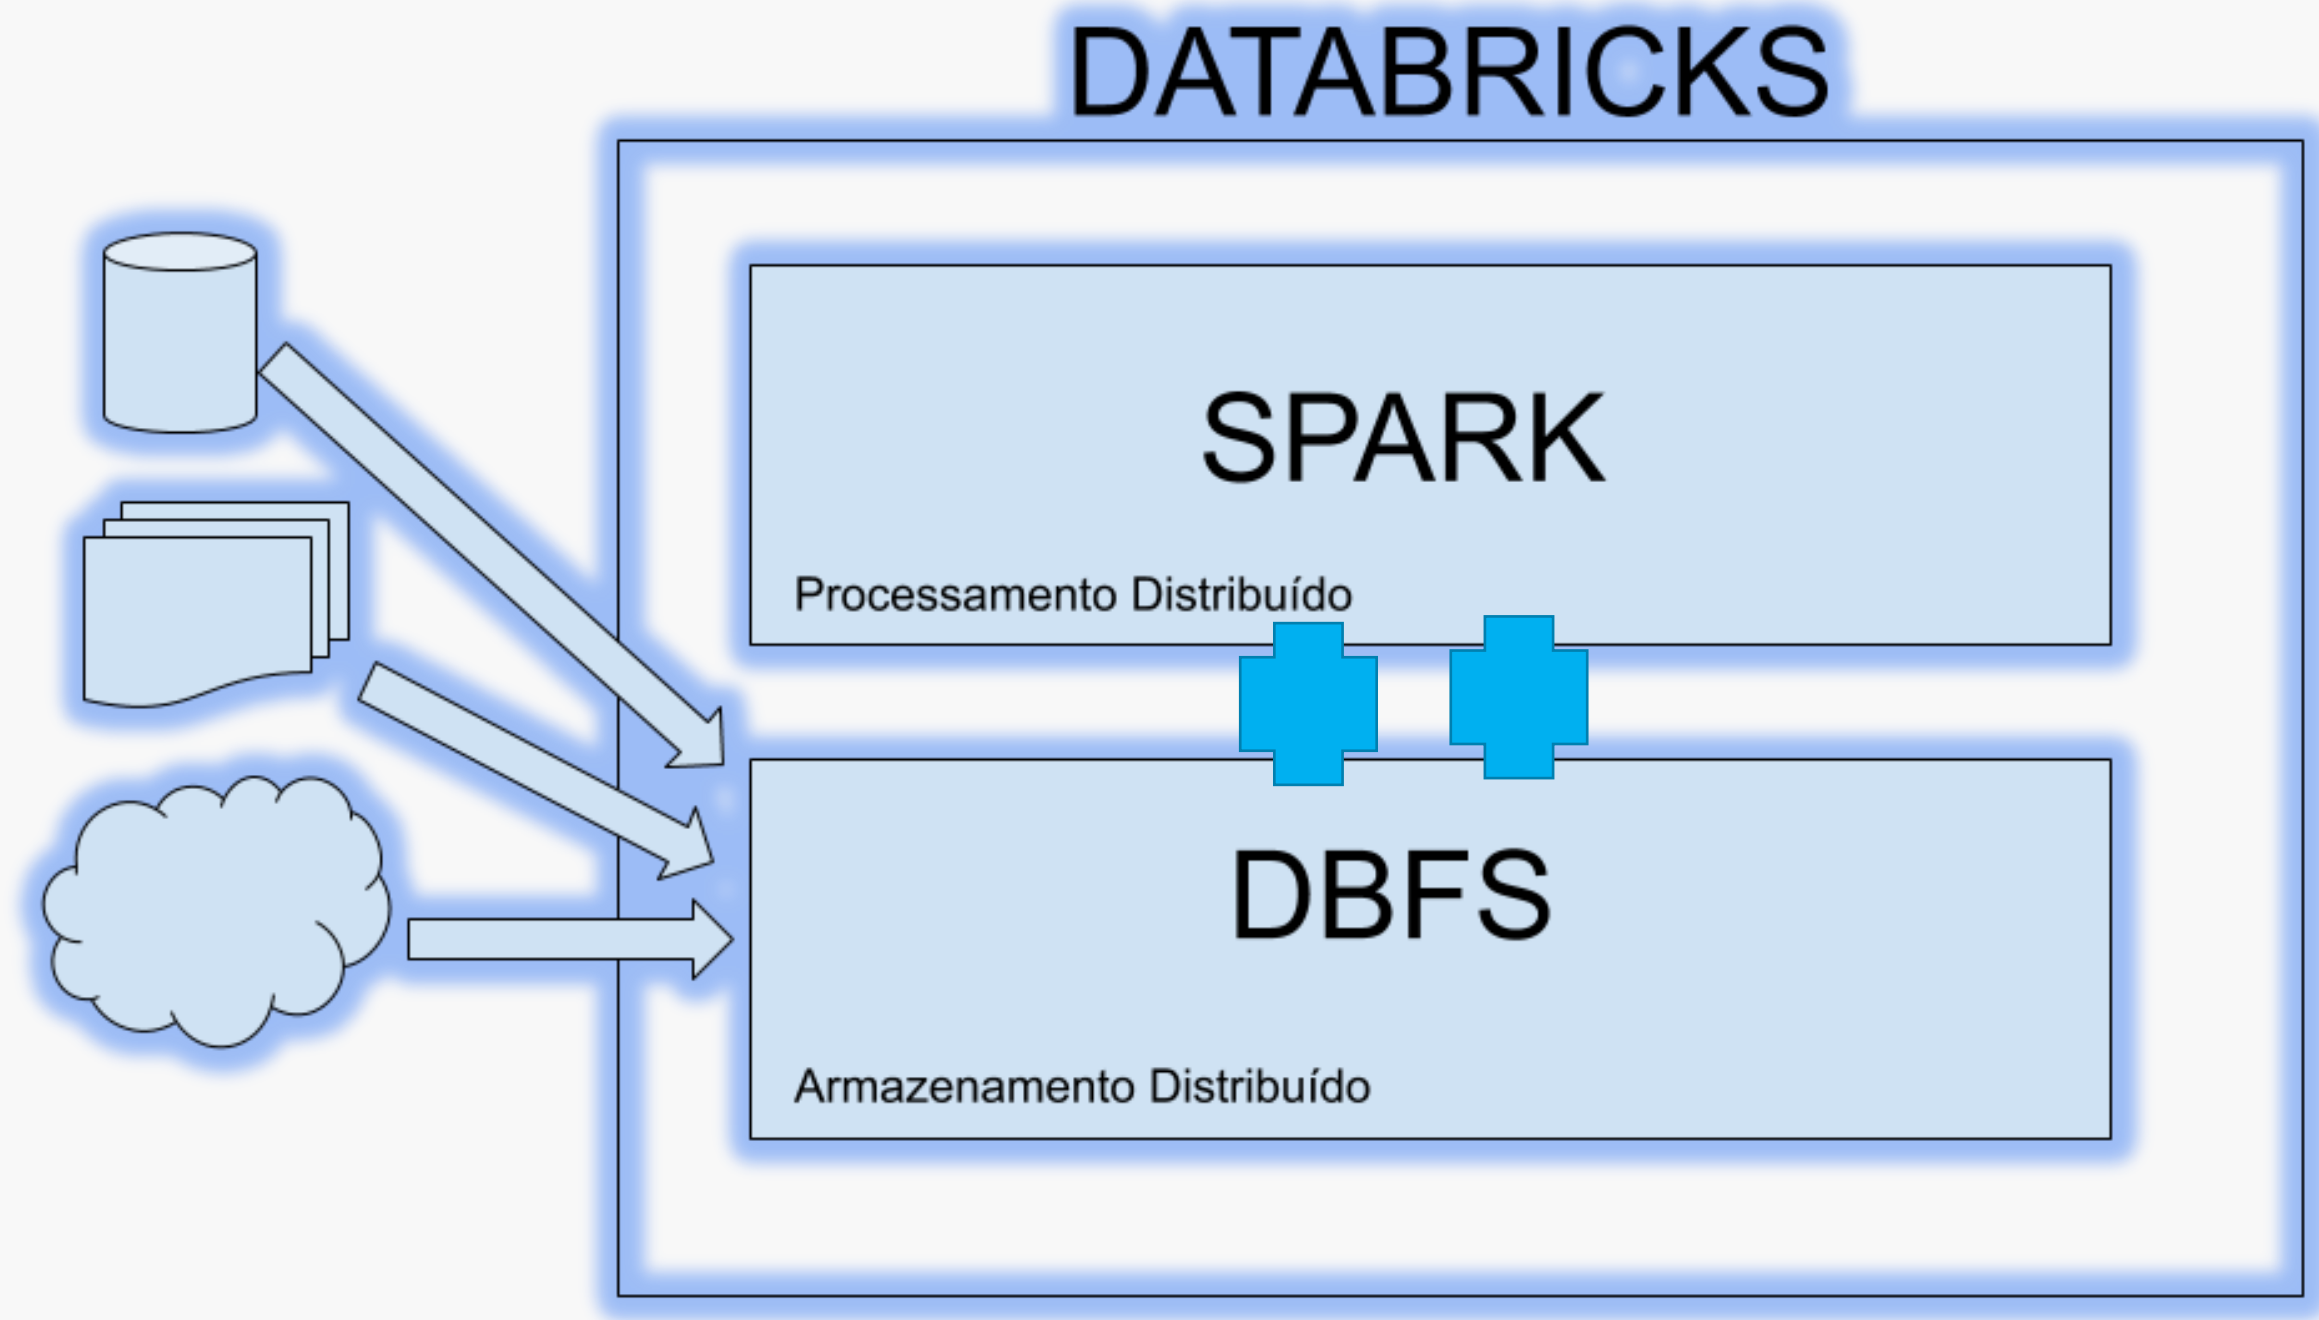 DATABRICKS
SPARK
Processamento Distribuído
DBFS
Armazenamento Distribuído